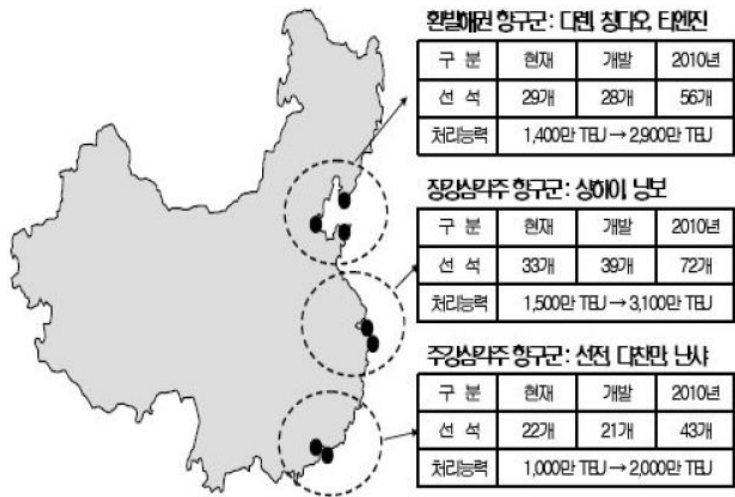 환발해권 항구군 : 다롄, 칭다오, 티엔진
구 분 현재 개발 2010년
선 석 29개 28개 56개
처리능력 1,400만 TEU → 2,900만 TEU
장강삼각주 항구군 : 상하이, 닝보
구 분 현재 개발 2010년
선 석 33개 39개 72개
처리능력 1,500만 TEU → 3,100만 TEU
주강삼각주 항구군 : 선전, 다찬만, 난샤
구 분 현재 개발 2010년
선 석 22개 21개 43개
처리능력 1,000만 TEU → 2,000만 TEU